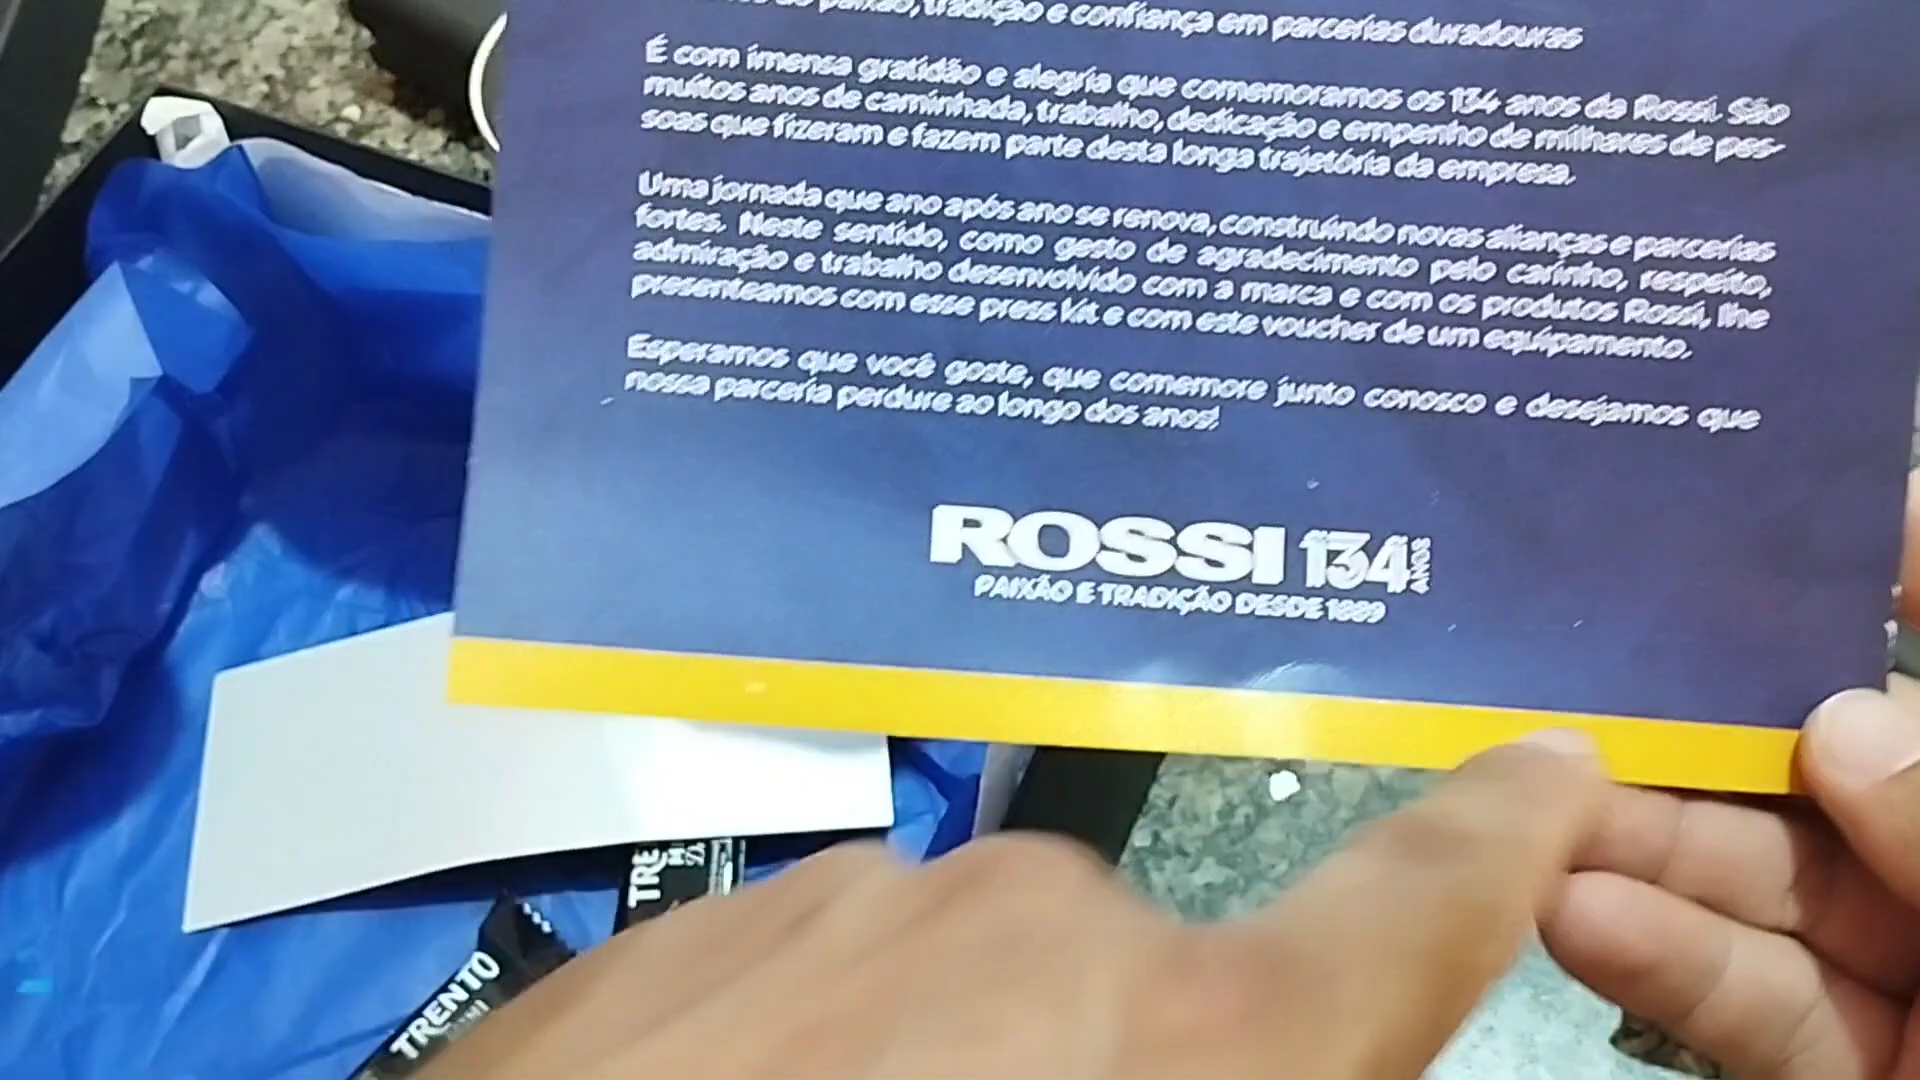 paixão, tradição e confiança em parcerias duradouras
É com imensa gratidão e alegria que comemoramos os 134 anos da Rossi. São
muitos anos de caminhada, trabalho, dedicação e empenho de milhares de pes-
soas que fizeram e fazem parte desta longa trajetória da empresa.
Uma jornada que ano após ano se renova, construindo novas alianças e parcerias
fortes. Neste sentido, como gesto de agradecimento pelo carinho, respeito,
admiração e trabalho desenvolvido com a marca e com os produtos Rossi, lhe
presenteamos com esse press kit e com este voucher de um equipamento.
Esperamos que você goste, que comemore junto conosco e desejamos que
nossa parceria perdure ao longo dos anos!
ROSSI 134 ANOS
PAIXÃO E TRADIÇÃO DESDE 1889
TRE
TRENTO